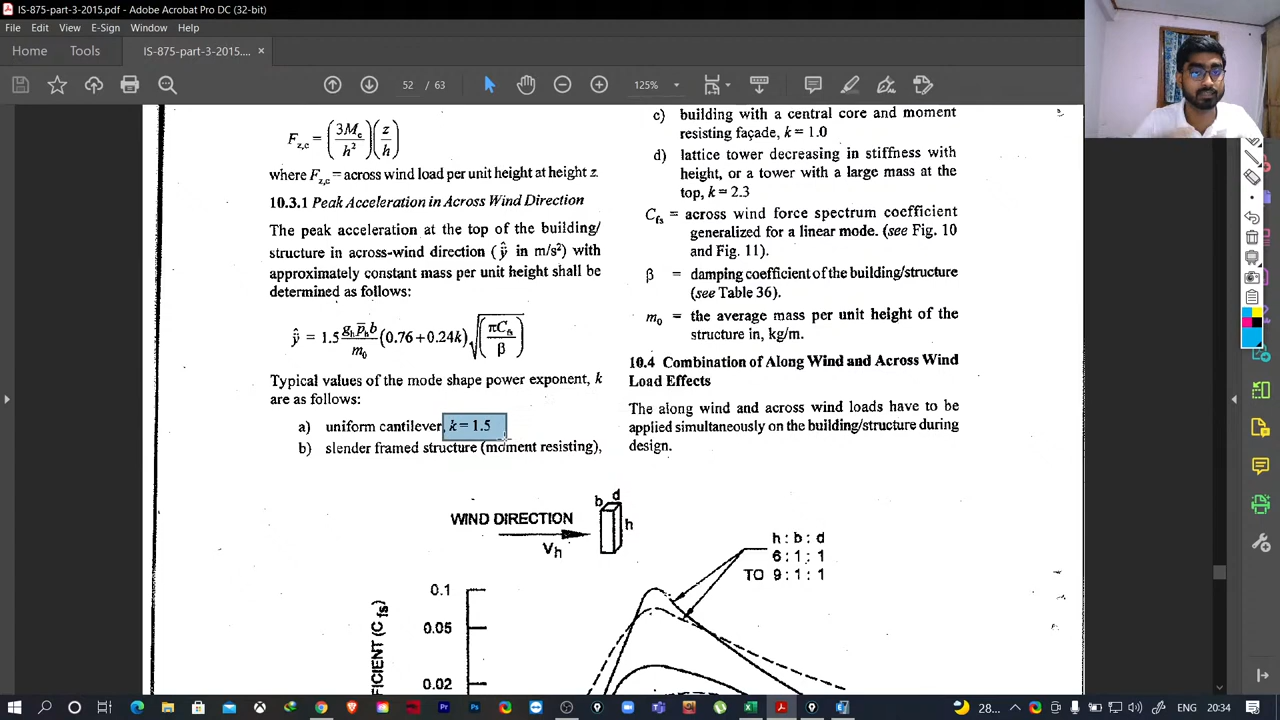 IS-875-part-3-2015.pdf - Adobe Acrobat Pro DC (32-bit)
File Edit View E-Sign Window Help
Home Tools IS-875-part-3-2015.... ×
52 / 63 125%
F z,c = (3M c / h²) (z / h)
where F z,c = across wind load per unit height at height z.
10.3.1 Peak Acceleration in Across Wind Direction
The peak acceleration at the top of the building/
structure in across-wind direction (ŷ in m/s²) with
approximately constant mass per unit height shall be
determined as follows:
ŷ = 1.5 g h p̄ h b / m 0 (0.76 + 0.24k) √(πC fs / β)
Typical values of the mode shape power exponent, k
are as follows:
a) uniform cantilever, k = 1.5
b) slender framed structure (moment resisting),
c) building with a central core and moment
resisting façade, k = 1.0
d) lattice tower decreasing in stiffness with
height, or a tower with a large mass at the
top, k = 2.3
C fs = across wind force spectrum coefficient
generalized for a linear mode. (see Fig. 10
and Fig. 11).
β = damping coefficient of the building/structure
(see Table 36).
m 0 = the average mass per unit height of the
structure in, kg/m.
10.4 Combination of Along Wind and Across Wind
Load Effects
The along wind and across wind loads have to be
applied simultaneously on the building/structure during
design.
WIND DIRECTION
V h
b d
h
h : b : d
6 : 1 : 1
TO 9 : 1 : 1
0.1
0.05
0.02
FICIENT (C fs)
28°
ENG 20:34